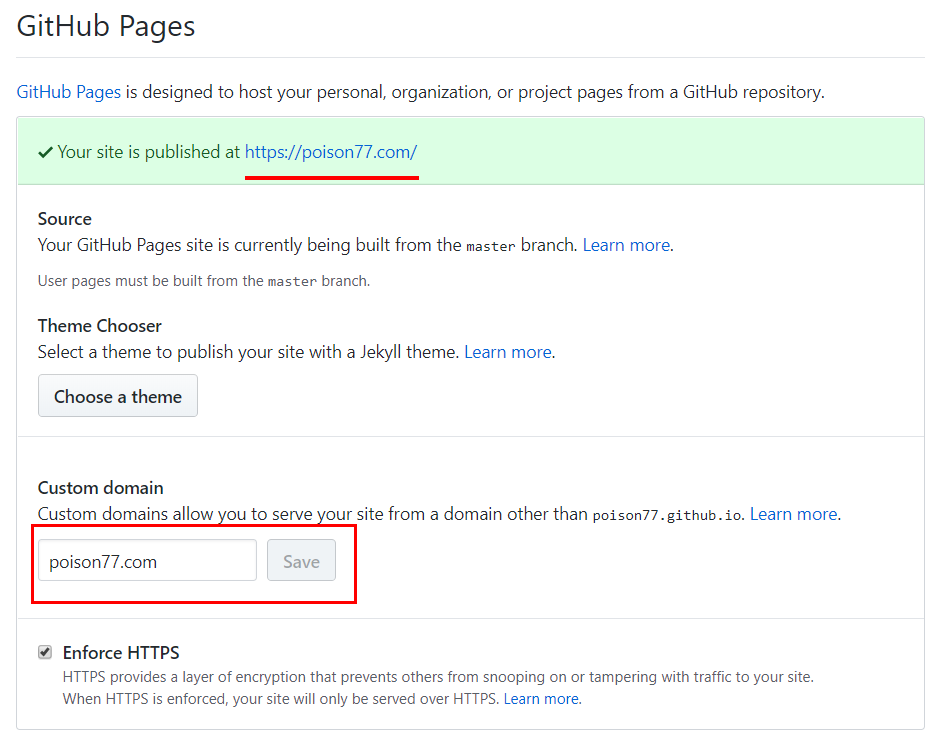 GitHub Pages
GitHub Pages is designed to host your personal, organization, or project pages from a GitHub repository.
Your site is published at https://poison77.com/
Source
Your GitHub Pages site is currently being built from the master branch. Learn more.
User pages must be built from the master branch.
Theme Chooser
Select a theme to publish your site with a Jekyll theme. Learn more.
Choose a theme
Custom domain
Custom domains allow you to serve your site from a domain other than poison77.github.io. Learn more.
poison77.com Save
Enforce HTTPS
HTTPS provides a layer of encryption that prevents others from snooping on or tampering with traffic to your site.
When HTTPS is enforced, your site will only be served over HTTPS. Learn more.